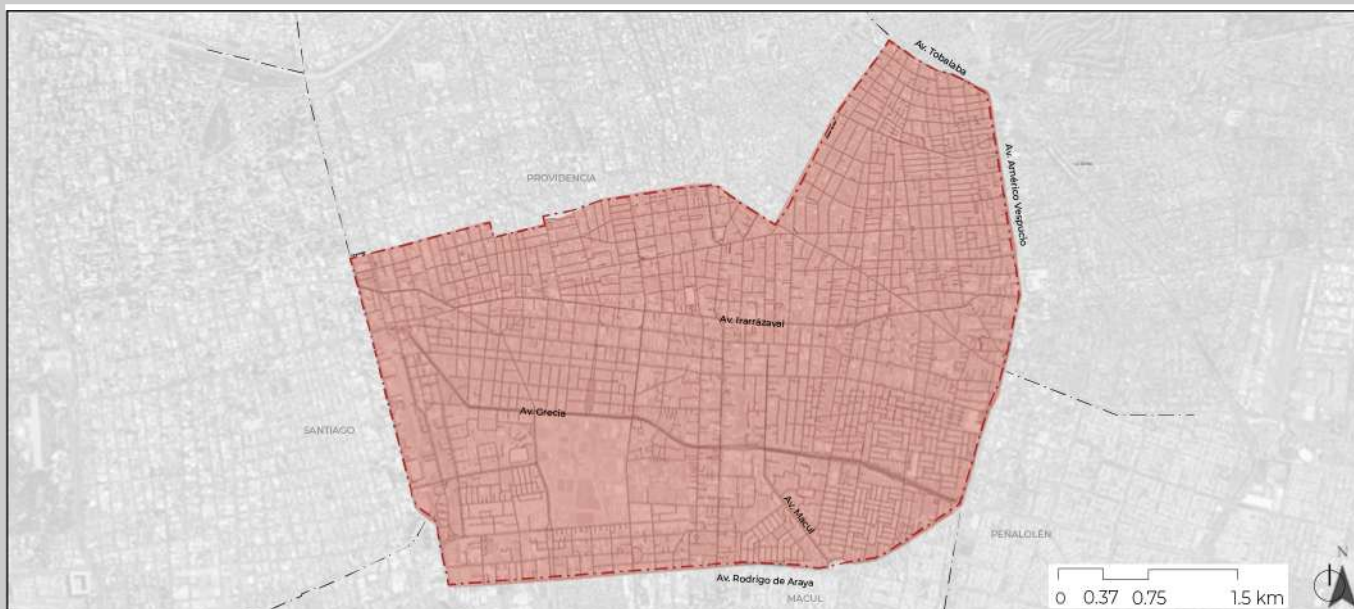 Av. Tobalaba
Av. Américo Vespucio
PROVIDENCIA
Av. Irarrázaval
Av. Grecia
SANTIAGO
Av. Macul
PEÑALOLÉN
Av. Rodrigo de Araya
MACUL
N
0 0.37 0.75 1.5 km